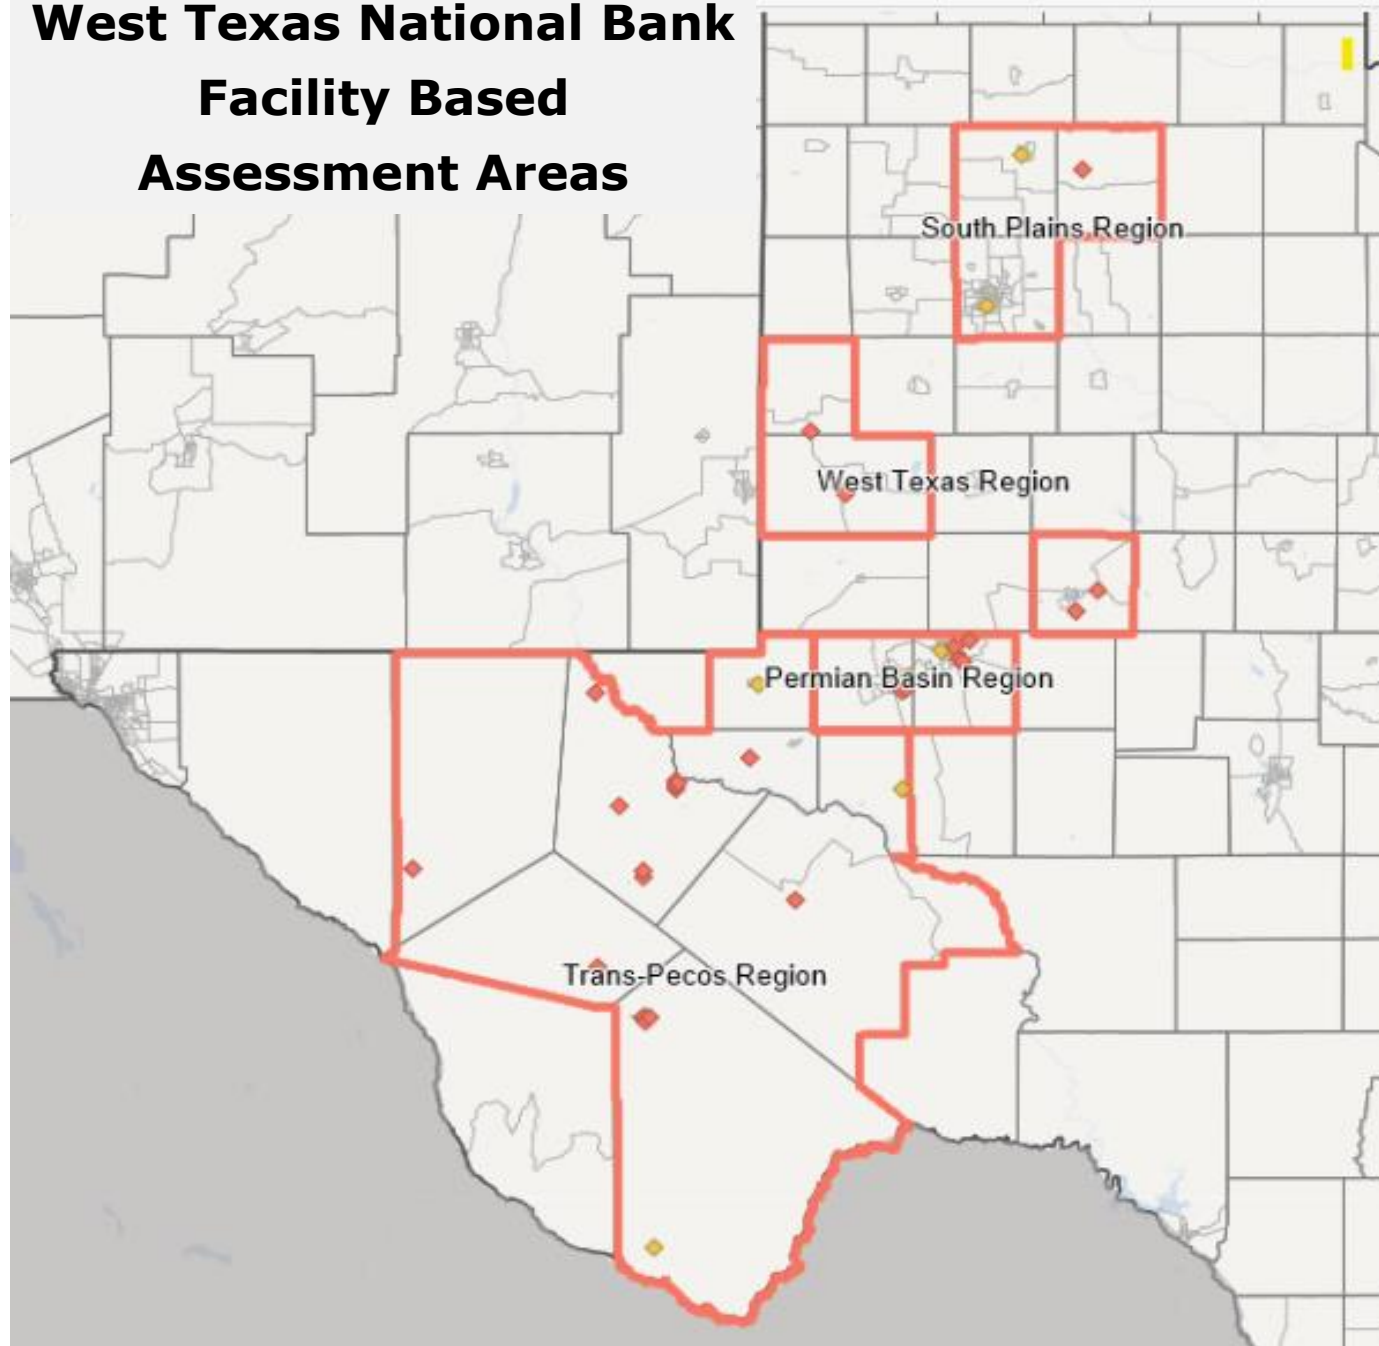 West Texas National Bank
Facility Based
Assessment Areas
South Plains Region
West Texas Region
Permian Basin Region
Trans-Pecos Region